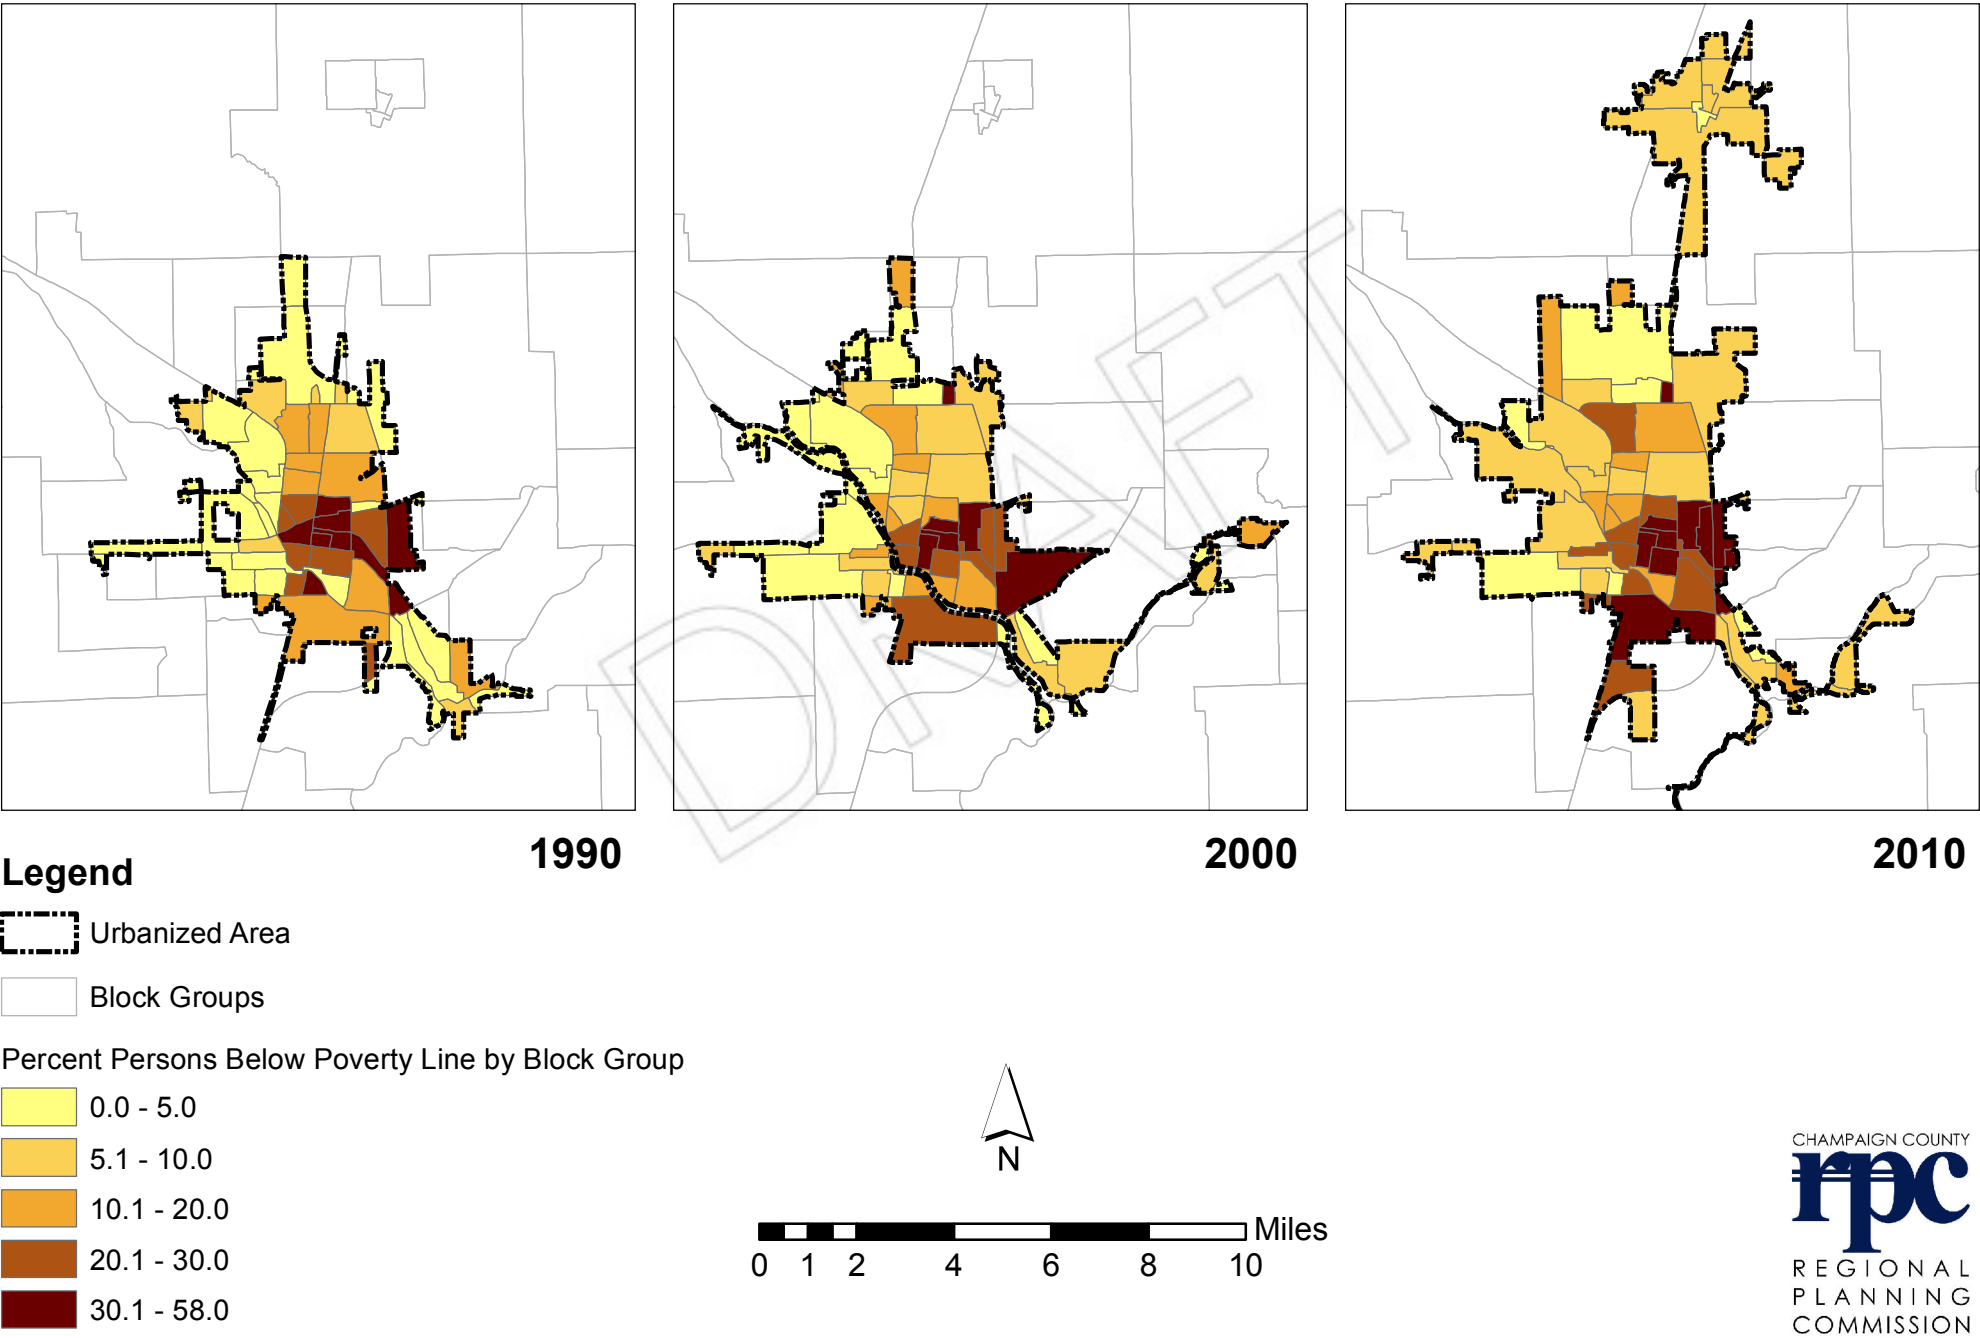 DRAFT
1990
2000
2010
Legend
Urbanized Area
Block Groups
Percent Persons Below Poverty Line by Block Group
0.0 - 5.0
5.1 - 10.0
10.1 - 20.0
20.1 - 30.0
30.1 - 58.0
N
Miles
0 1 2 4 6 8 10
CHAMPAIGN COUNTY
rpc
REGIONAL
PLANNING
COMMISSION